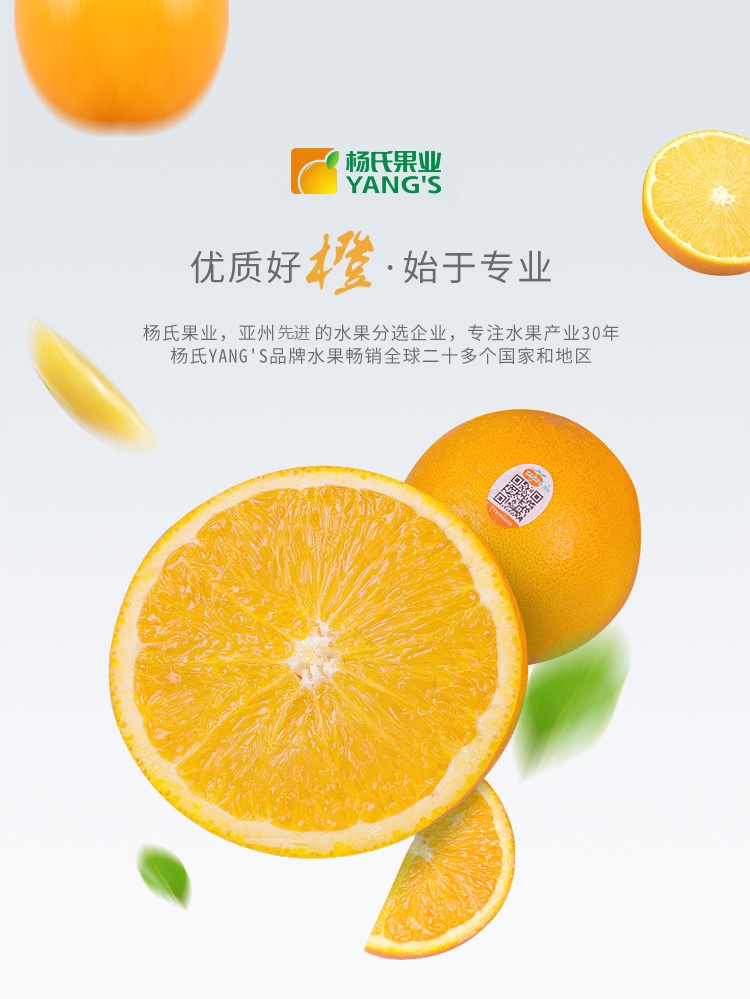 杨氏果业
YANG'S
优质好橙·始于专业
杨氏果业，亚州先进的水果分选企业，专注水果产业30年
杨氏YANG'S品牌水果畅销全球二十多个国家和地区
Premium